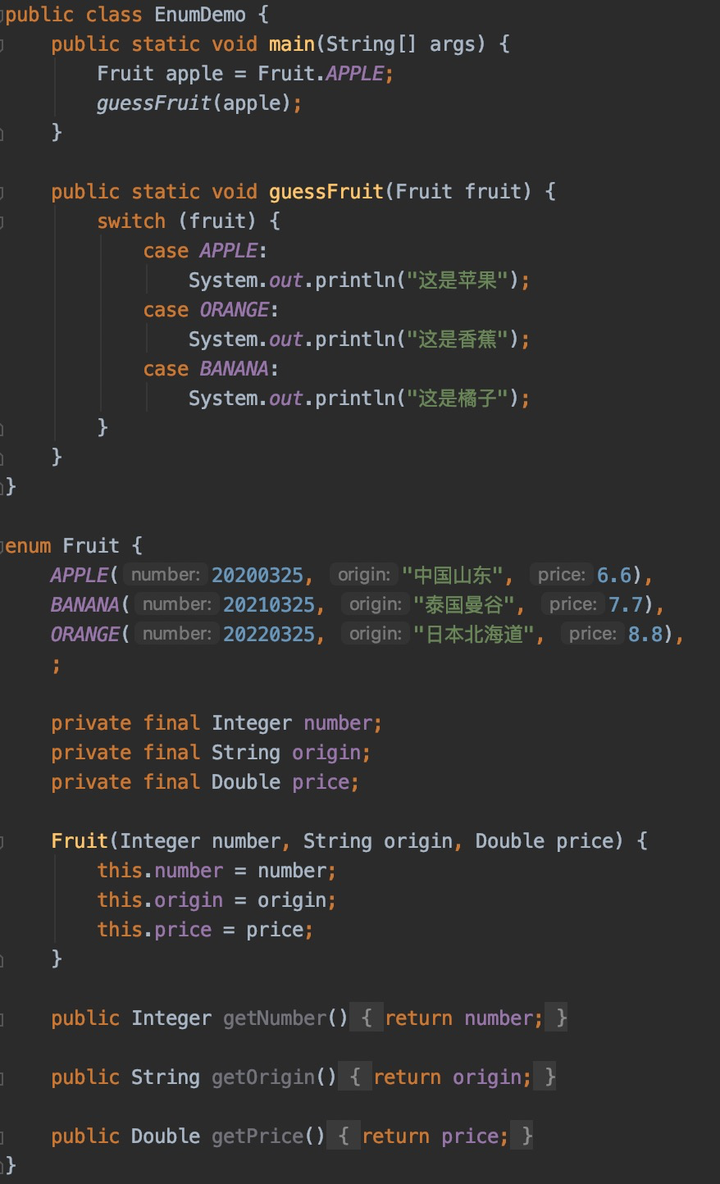 public class EnumDemo {
    public static void main(String[] args) {
        Fruit apple = Fruit.APPLE;
        guessFruit(apple);
    }

    public static void guessFruit(Fruit fruit) {
        switch (fruit) {
            case APPLE:
                System.out.println("这是苹果");
            case ORANGE:
                System.out.println("这是香蕉");
            case BANANA:
                System.out.println("这是橘子");
        }
    }
}

enum Fruit {
    APPLE( number: 20200325, origin: "中国山东", price: 6.6),
    BANANA( number: 20210325, origin: "泰国曼谷", price: 7.7),
    ORANGE( number: 20220325, origin: "日本北海道", price: 8.8),
    ;

    private final Integer number;
    private final String origin;
    private final Double price;

    Fruit(Integer number, String origin, Double price) {
        this.number = number;
        this.origin = origin;
        this.price = price;
    }

    public Integer getNumber() { return number; }

    public String getOrigin() { return origin; }

    public Double getPrice() { return price; }
}